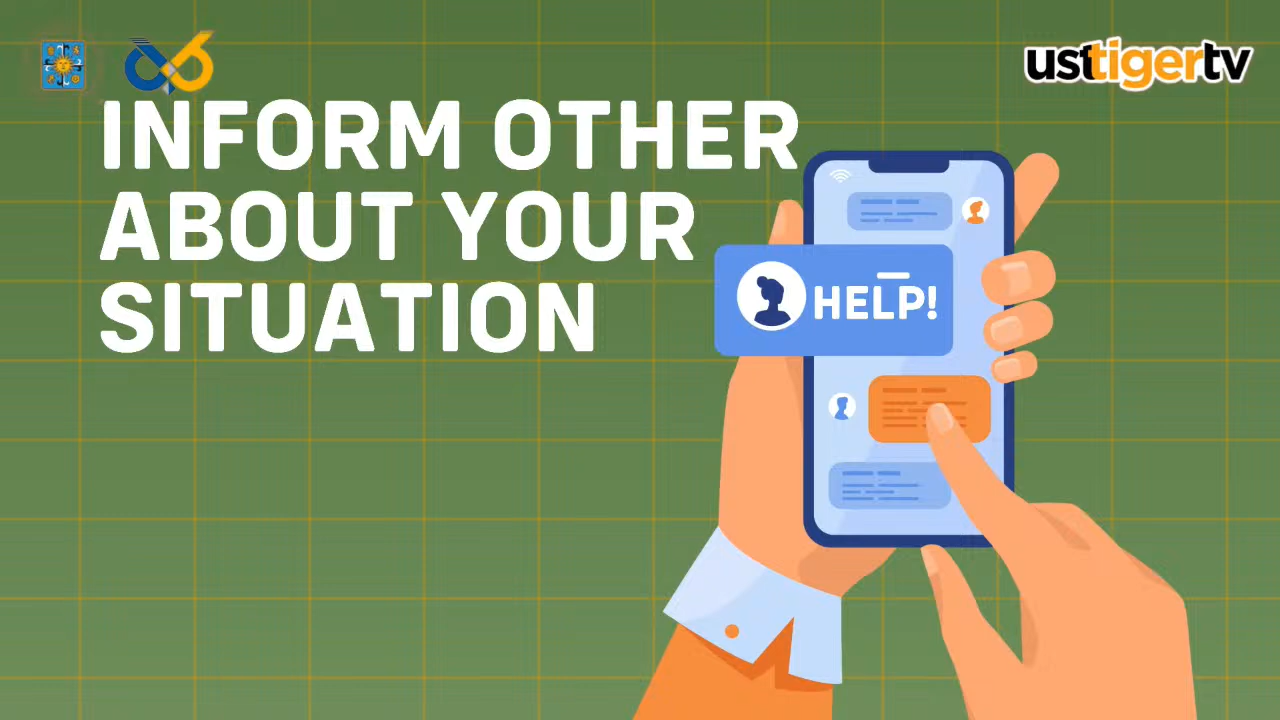 usttigertv
INFORM OTHER
ABOUT YOUR
SITUATION
HELP!